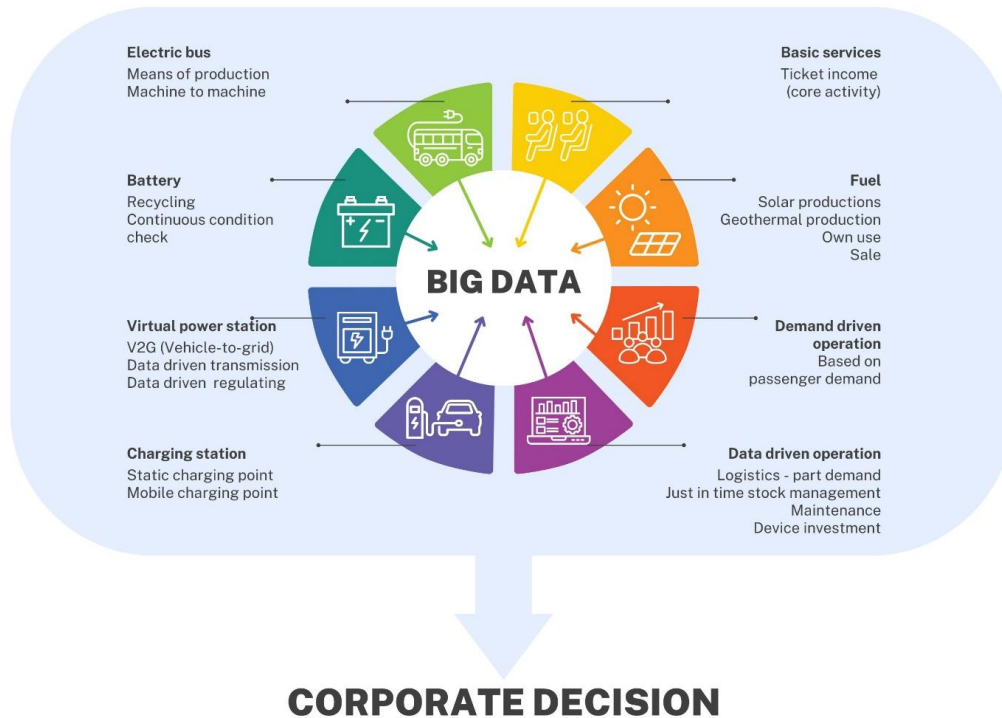 Electric bus
Means of production
Machine to machine
Basic services
Ticket income
(core activity)
Battery
Recycling
Continuous condition
check
Fuel
Solar productions
Geothermal production
Own use
Sale
BIG DATA
Virtual power station
V2G (Vehicle-to-grid)
Data driven transmission
Data driven regulating
Demand driven
operation
Based on
passenger demand
Charging station
Static charging point
Mobile charging point
Data driven operation
Logistics - part demand
Just in time stock management
Maintenance
Device investment
CORPORATE DECISION